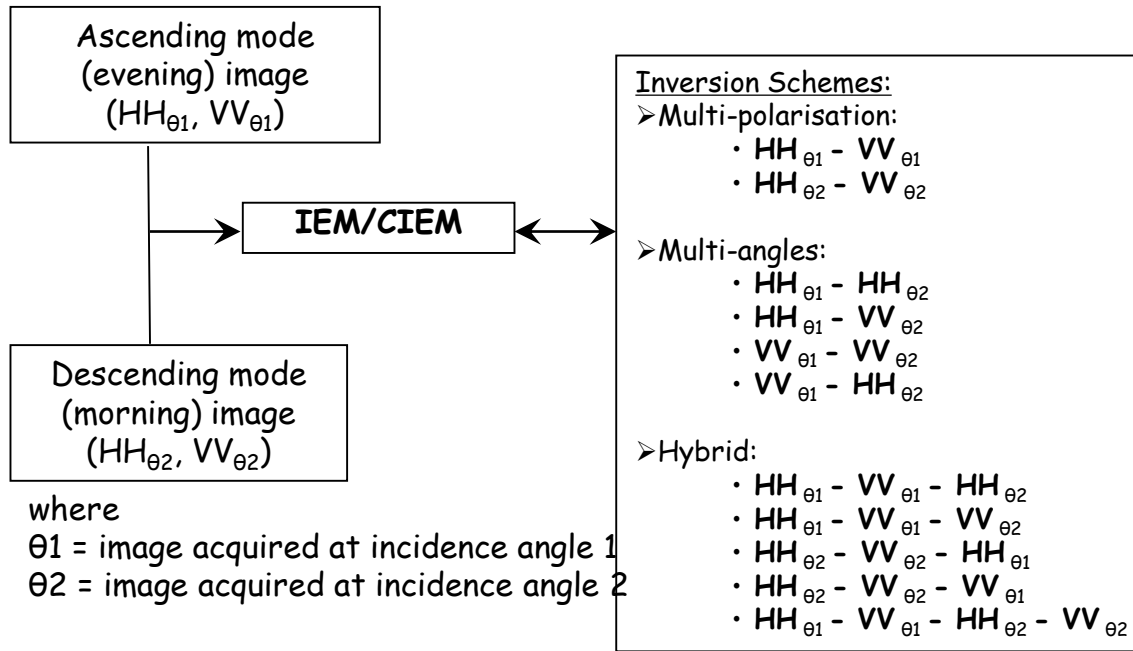 Ascending mode
(evening) image
(HHθ1, VVθ1)
IEM/CIEM
Descending mode
(morning) image
(HHθ2, VVθ2)
where
θ1 = image acquired at incidence angle 1
θ2 = image acquired at incidence angle 2
Inversion Schemes:
➢Multi-polarisation:
• HH θ1 - VV θ1
• HH θ2 - VV θ2
➢Multi-angles:
• HH θ1 - HH θ2
• HH θ1 - VV θ2
• VV θ1 - VV θ2
• VV θ1 - HH θ2
➢Hybrid:
• HH θ1 - VV θ1 - HH θ2
• HH θ1 - VV θ1 - VV θ2
• HH θ2 - VV θ2 - HH θ1
• HH θ2 - VV θ2 - VV θ1
• HH θ1 - VV θ1 - HH θ2 - VV θ2